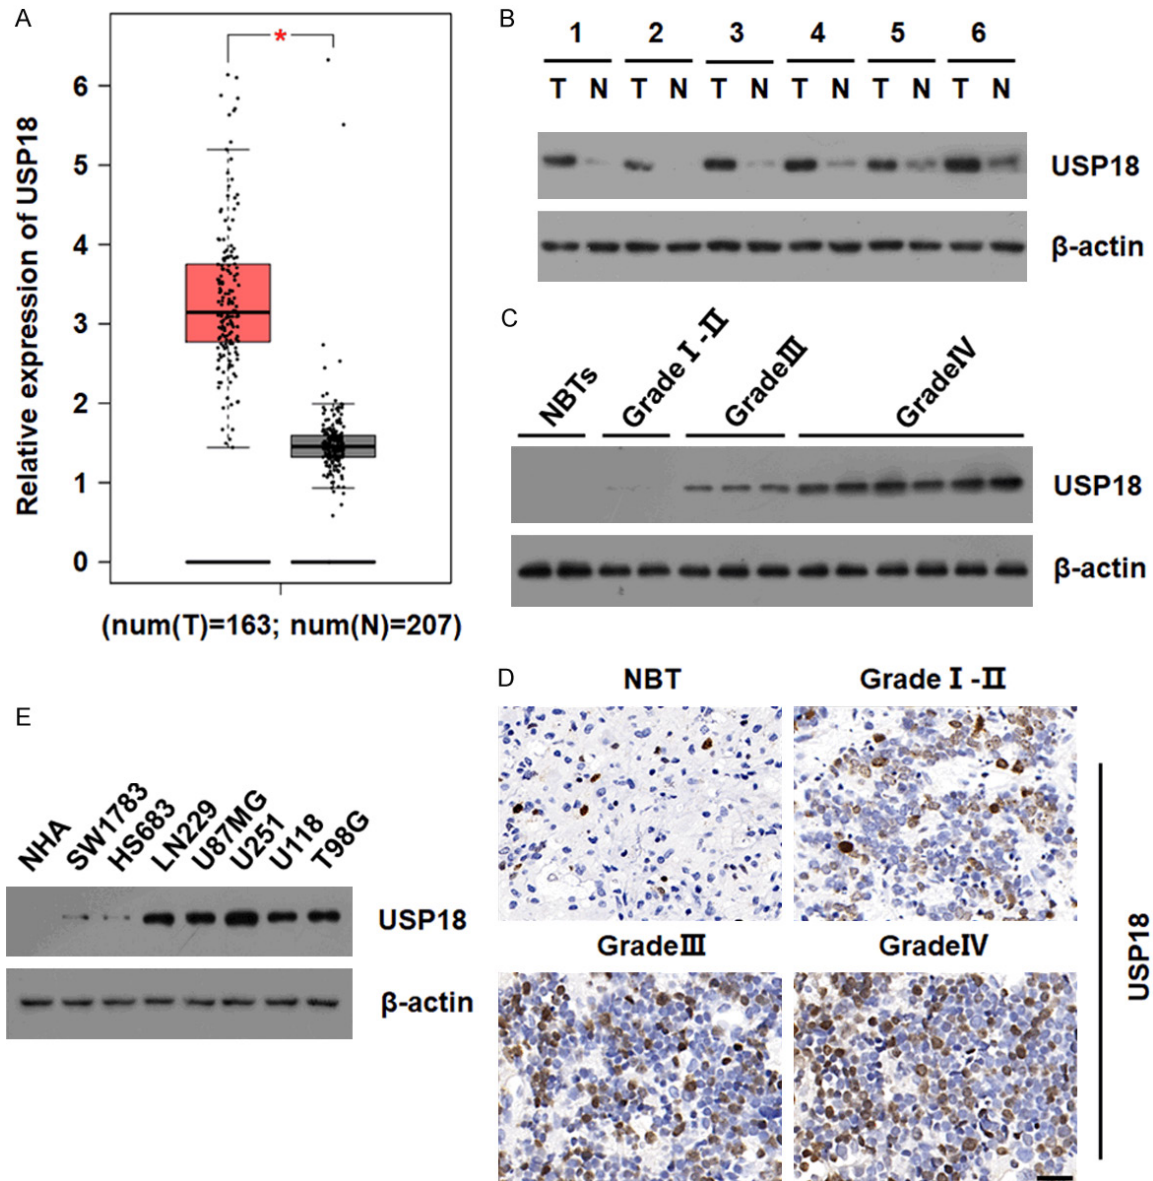 A
*
Relative expression of USP18
6
5
4
3
2
1
0
(num(T)=163; num(N)=207)
B
1 2 3 4 5 6
T N T N T N T N T N T N
USP18
β-actin
C
NBTs GradeⅠ-Ⅱ GradeⅢ GradeⅣ
USP18
β-actin
D
NBT GradeⅠ-Ⅱ
GradeⅢ GradeⅣ
USP18
E
NHA SW1783 HS683 LN229 U87MG U251 U118 T98G
USP18
β-actin